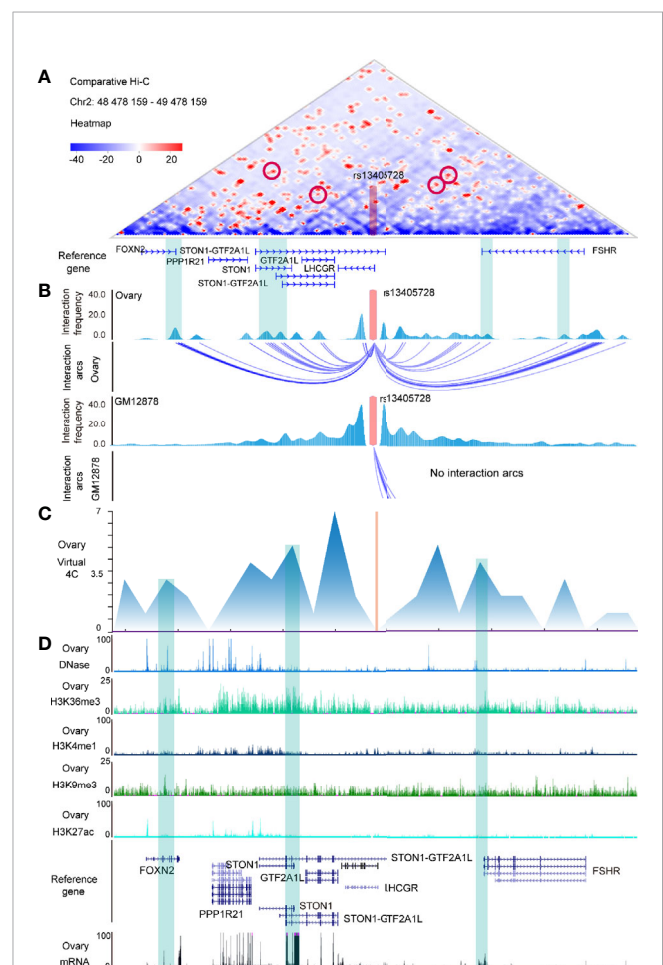 A
Comparative Hi-C
Chr2: 48 478 159 - 49 478 159
Heatmap
-40 -20 0 20
rs13405728
Reference gene
FOXN2
STON1-GTF2A1L
PPP1R21
STON1
GTF2A1L
LHCGR
STON1-GTF2A1L
FSHR
B
Interaction frequency
40.0
20.0
0.0
Ovary
rs13405728
Interaction arcs
Ovary
Interaction frequency
40.0
20.0
0.0
GM12878
rs13405728
Interaction arcs
GM12878
No interaction arcs
C
Ovary
Virtual
4C
7
3.5
0
D
Ovary
DNase
100
0
Ovary
H3K36me3
25
0
Ovary
H3K4me1
100
0
Ovary
H3K9me3
25
0
Ovary
H3K27ac
100
0
Reference gene
FOXN2
STON1
GTF2A1L
PPP1R21
STON1
STON1-GTF2A1L
STON1-GTF2A1L
LHCGR
FSHR
Ovary
mRNA
100
0